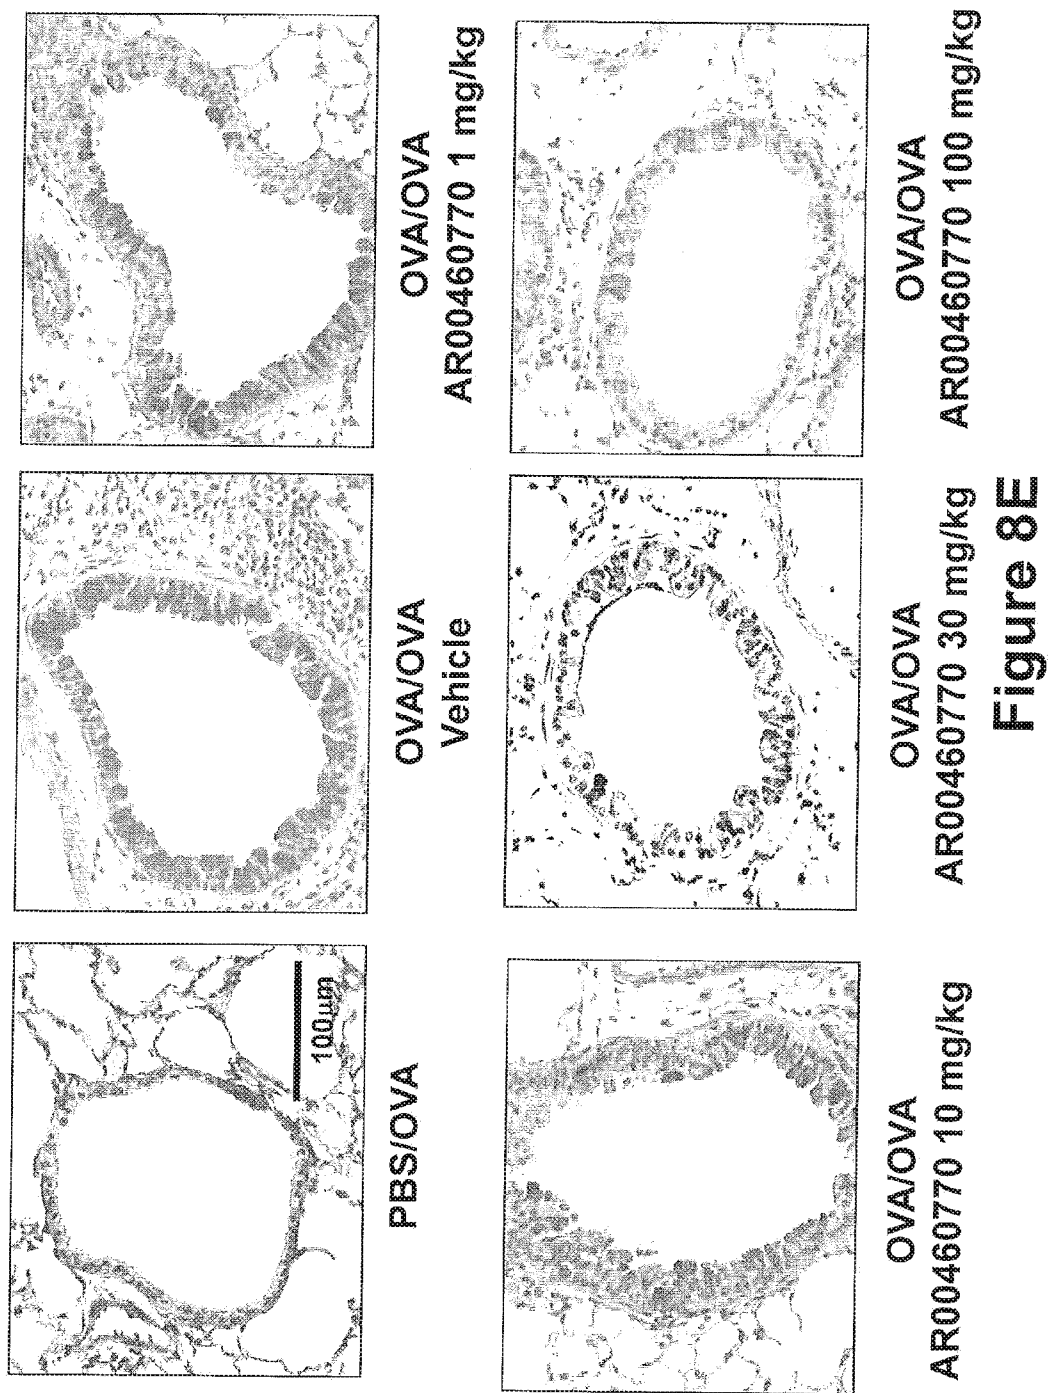 100µm
PBS/OVA
OVA/OVA
Vehicle
OVA/OVA
AR00460770 1 mg/kg
OVA/OVA
AR00460770 10 mg/kg
OVA/OVA
AR00460770 30 mg/kg
OVA/OVA
AR00460770 100 mg/kg
Figure 8E